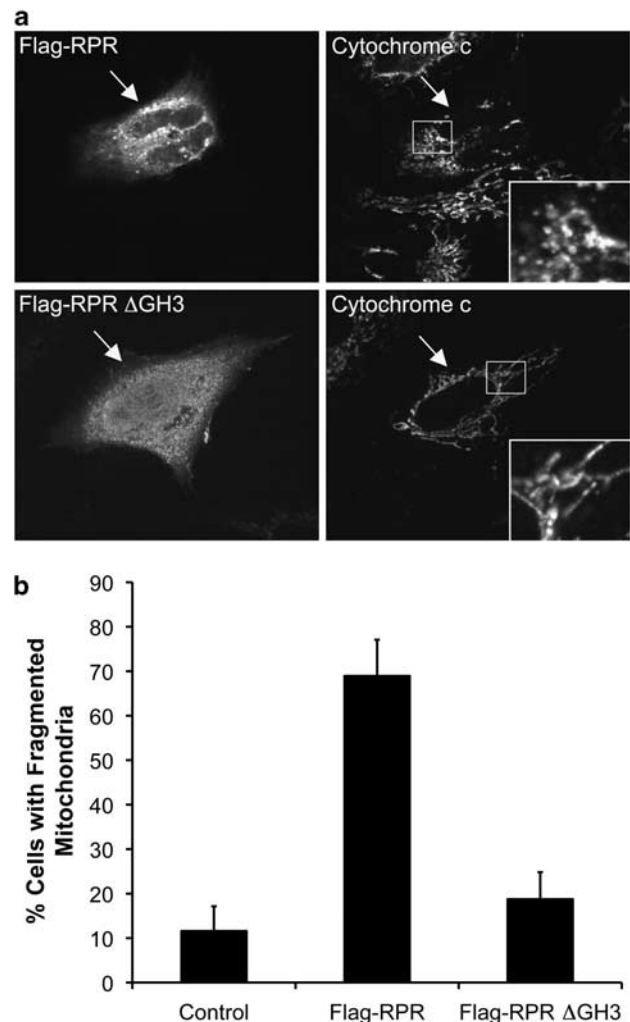 a
Flag-RPR
Cytochrome c
Flag-RPR ΔGH3
Cytochrome c
b
% Cells with Fragmented
Mitochondria
90
80
70
60
50
40
30
20
10
0
Control
Flag-RPR
Flag-RPR ΔGH3